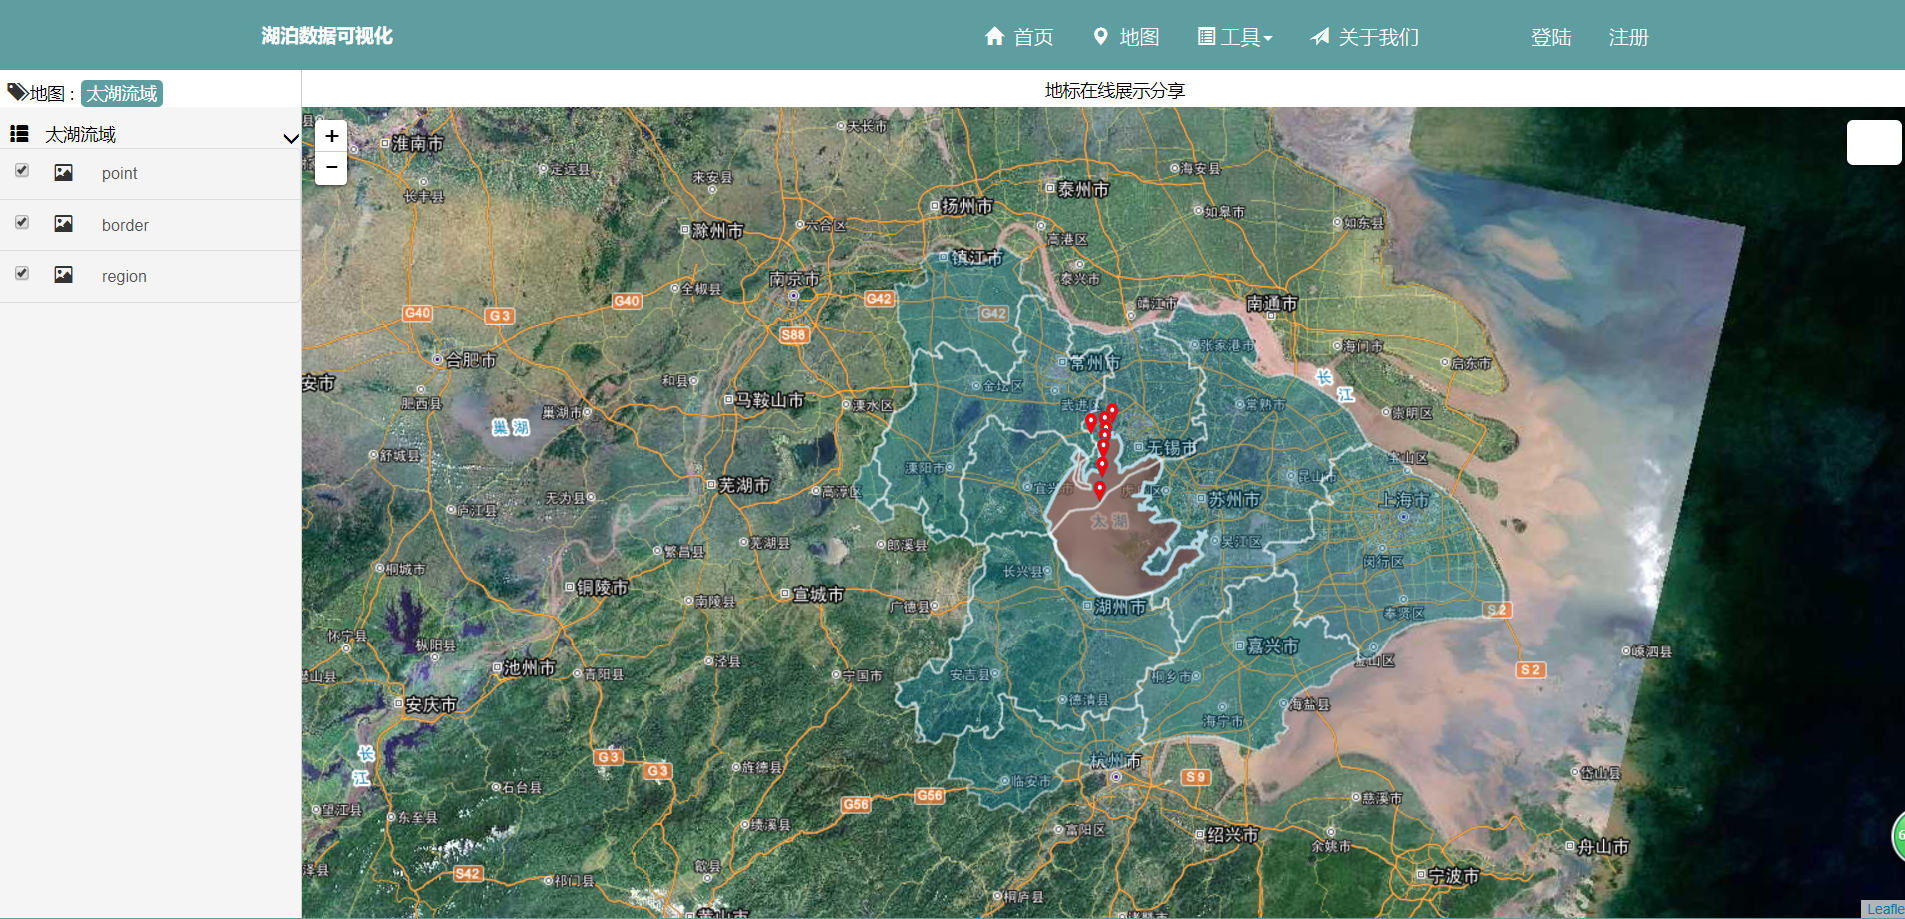 湖泊数据可视化
首页
地图
工具
关于我们
登陆
注册
地图 :
太湖流域
地标在线展示分享
太湖流域
point
border
region
+
−
淮南市
天长市
定远县
来安县
长丰县
海安县
泰州市
扬州市
如皋市
如东县
六合区
滁州市
高港区
镇江市
南京市
泰兴市
全椒县
G40
G42
靖江市
南通市
G40
G3
G42
S88
张家港市
海门市
启东市
合肥市
常州市
安市
和县
金坛区
长
江
肥西县
马鞍山市
溧水区
武进区
常熟市
崇明区
巢湖市
巢湖
无锡市
舒城县
宝山区
溧阳市
昆山市
芜湖市
高淳区
宜兴市
无为县
苏州市
上海市
庐江县
太湖
吴江区
芜湖县
郎溪县
繁昌县
闵行区
桐城市
长兴县
铜陵市
宣城市
南陵县
广德县
湖州市
奉贤区
S2
怀宁县
枞阳县
嘉兴市
嵊泗县
池州市
泾县
金山区
S2
青阳县
宁国市
安吉县
桐乡市
安庆市
德清县
海盐县
海宁市
长
江
G3
G3
旌德县
杭州市
S9
岱山县
石台县
临安市
G56
G56
慈溪市
望江县
东至县
绩溪县
富阳区
绍兴市
余姚市
舟山市
歙县
S42
祁门县
宁波市
桐庐县
黄山市
诸暨市
Leafle